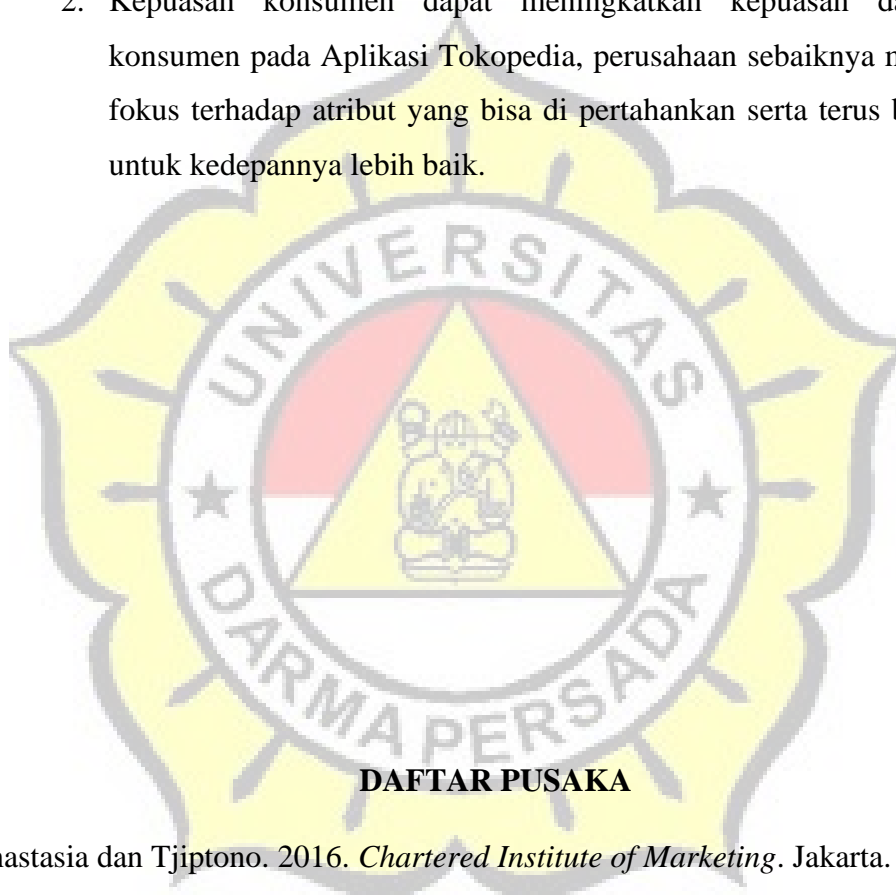 2. Kepuasan konsumen dapat meningkatkan kepuasan
konsumen pada Aplikasi Tokopedia, perusahaan sebaiknya
fokus terhadap atribut yang bisa di pertahankan serta terus
untuk kedepannya lebih baik.
UNIVERSITAS
DARMA PERSADA
DAFTAR PUSAKA
nastasia dan Tjiptono. 2016. Chartered Institute of Marketing. Jakarta.